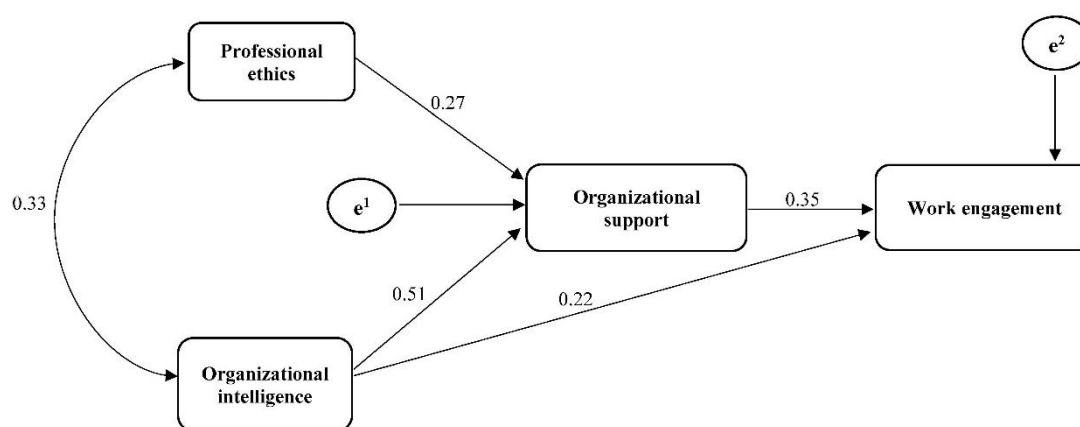 Professional
ethics
e²
0.27
0.33
e¹
Organizational
support
0.35
Work engagement
0.51
0.22
Organizational
intelligence